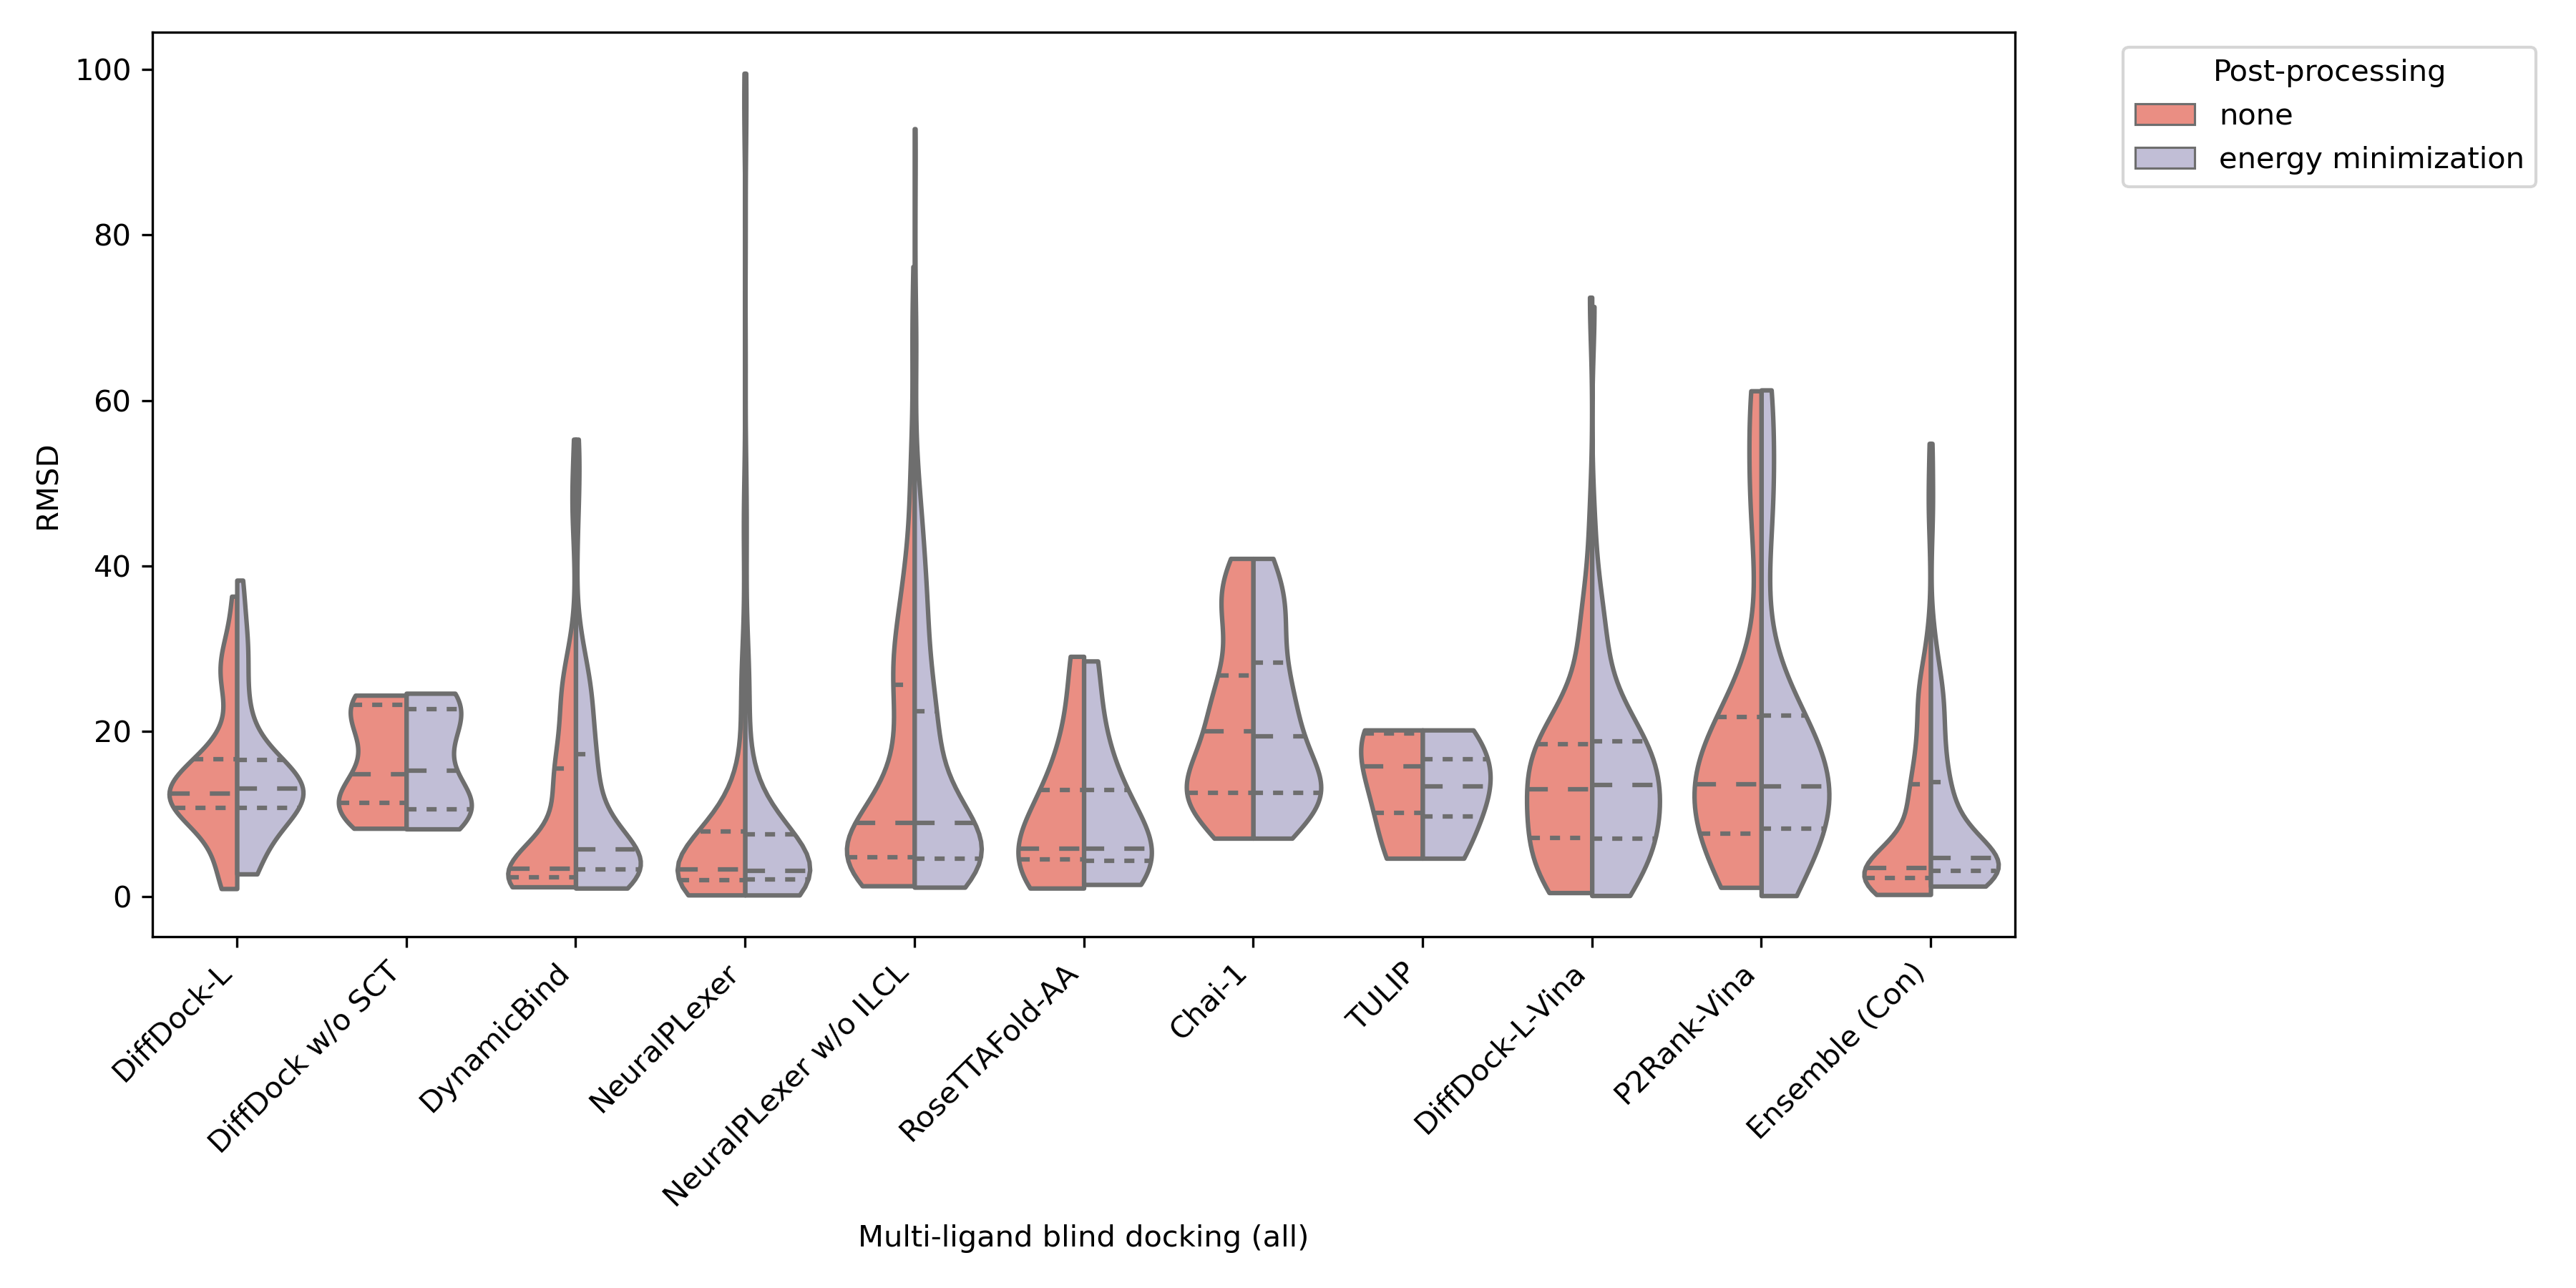 100
80
60
40
20
0
RMSD
DiffDock-L
DiffDock w/o SCT
DynamicBind
NeuralPLexer
NeuralPLexer w/o ILCL
RoseTTAFold-AA
Chai-1
TULIP
DiffDock-L-Vina
P2Rank-Vina
Ensemble (Con)
Multi-ligand blind docking (all)
Post-processing
none
energy minimization